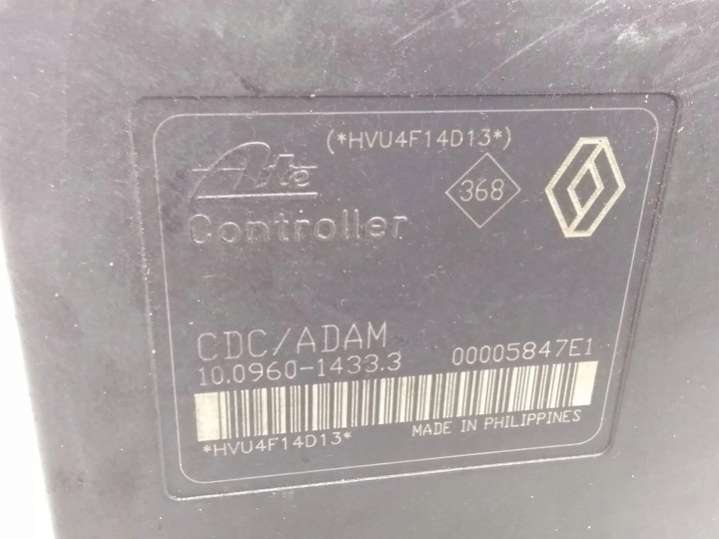 (*HVU4F14D13*)
Ate
368
Controller
CDC/ADAM
10.0960-1433.3 00005847E1
*HVU4F14D13* MADE IN PHILIPPINES